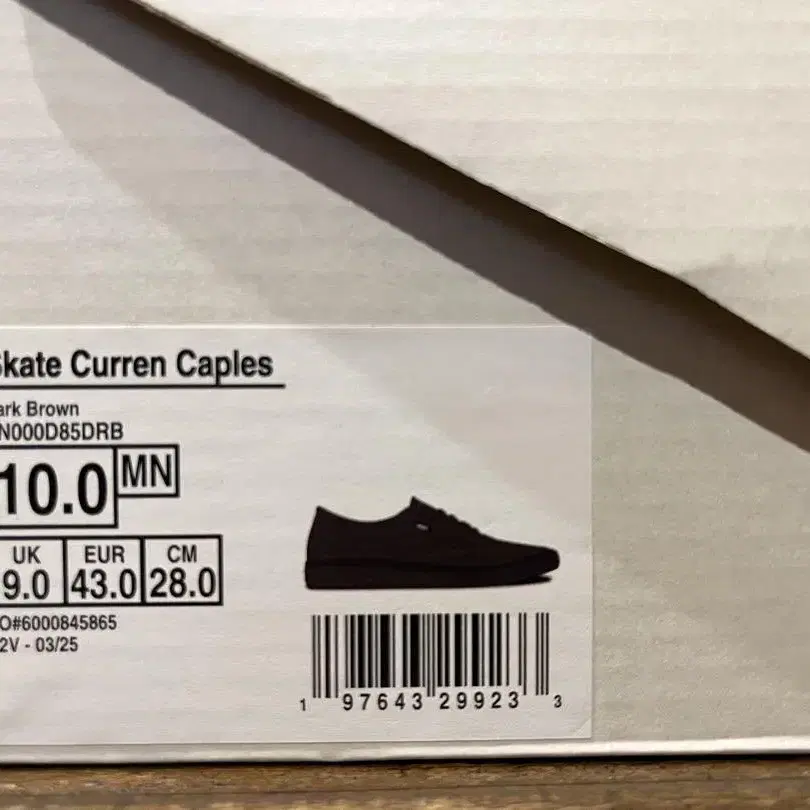 Skate Curren Caples
ark Brown
N000D85DRB
10.0 MN
UK EUR CM
9.0 43.0 28.0
O#6000845865
2V - 03/25
1 97643 29923 3